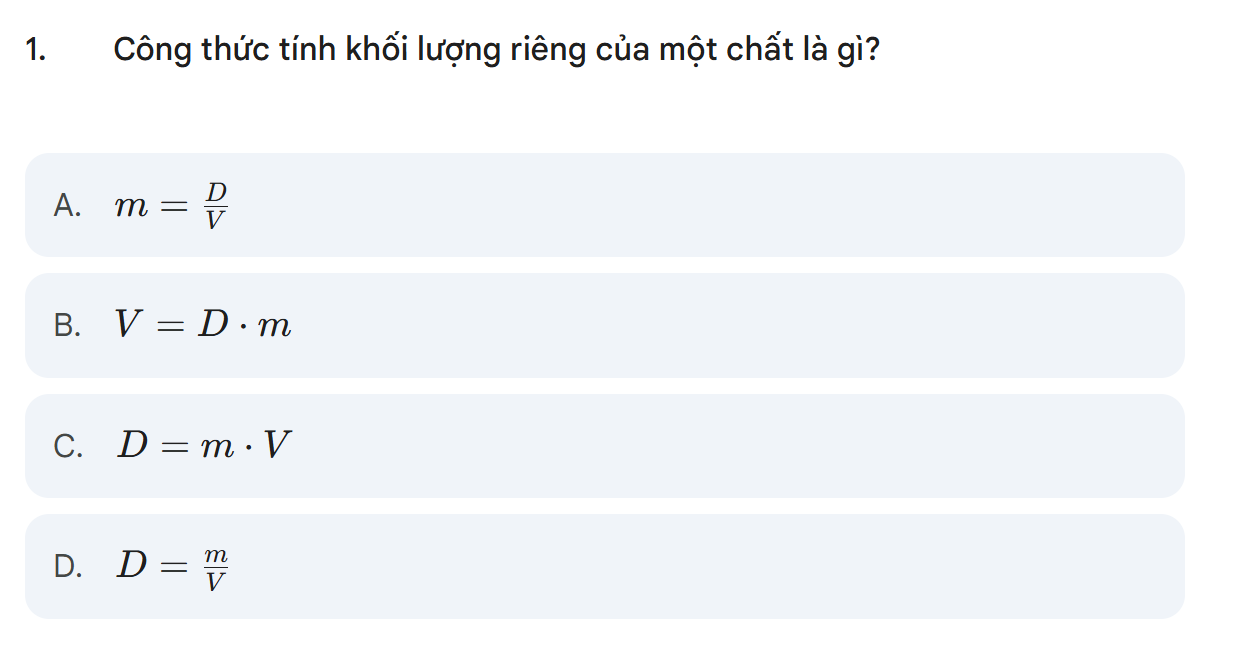 1. Công thức tính khối lượng riêng của một chất là gì?
A. m = D/V
B. V = D · m
C. D = m · V
D. D = m/V